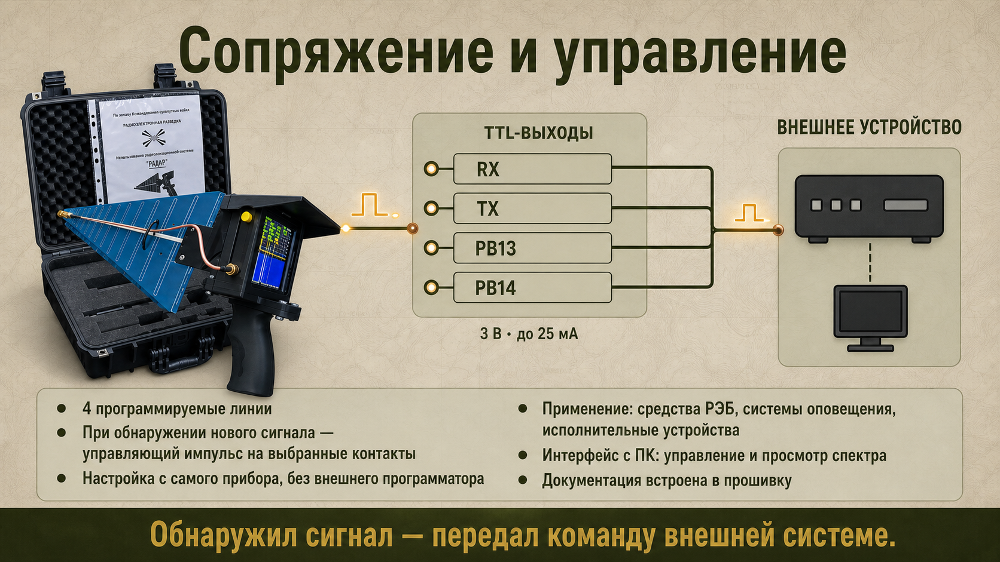 Сопряжение и управление
По заказу Командования сухопутных войск
РАДИОЭЛЕКТРОННАЯ РАЗВЕДКА
Использование радиолокационной системы
"РАДАР"
TTL-ВЫХОДЫ
RX
TX
PB13
PB14
3 В · до 25 мА
ВНЕШНЕЕ УСТРОЙСТВО
● 4 программируемые линии
● При обнаружении нового сигнала —
управляющий импульс на выбранные контакты
● Настройка с самого прибора, без внешнего программатора
● Применение: средства РЭБ, системы оповещения,
исполнительные устройства
● Интерфейс с ПК: управление и просмотр спектра
● Документация встроена в прошивку
Обнаружил сигнал — передал команду внешней системе.